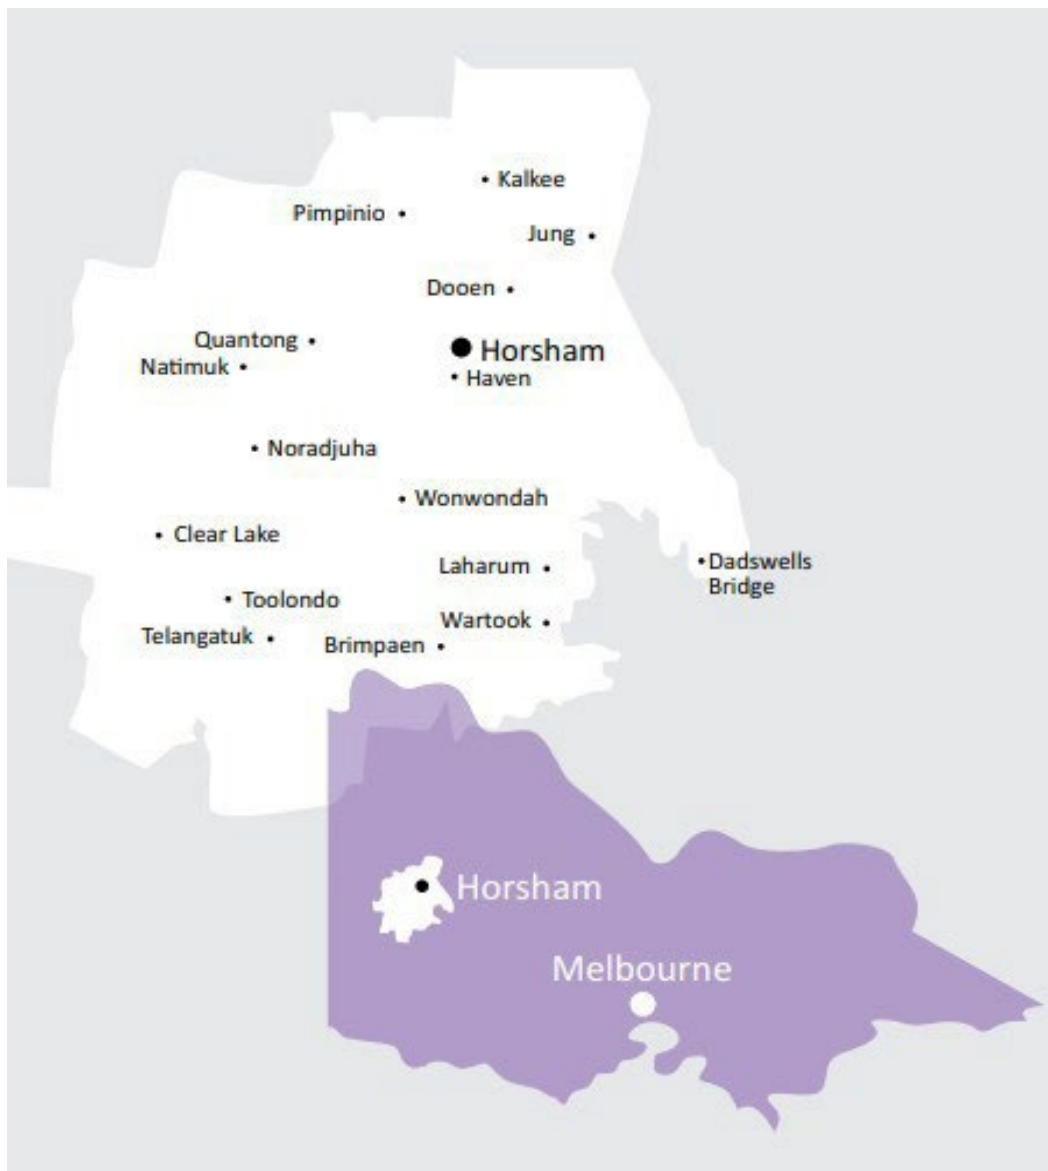 Kalkee
Pimpinio
Jung
Dooen
Quantong
Horsham
Natimuk
Haven
Noradjuha
Wonwondah
Clear Lake
Laharum
Dadswells
Bridge
Toolondo
Wartook
Telangatuk
Brimpaen
Horsham
Melbourne